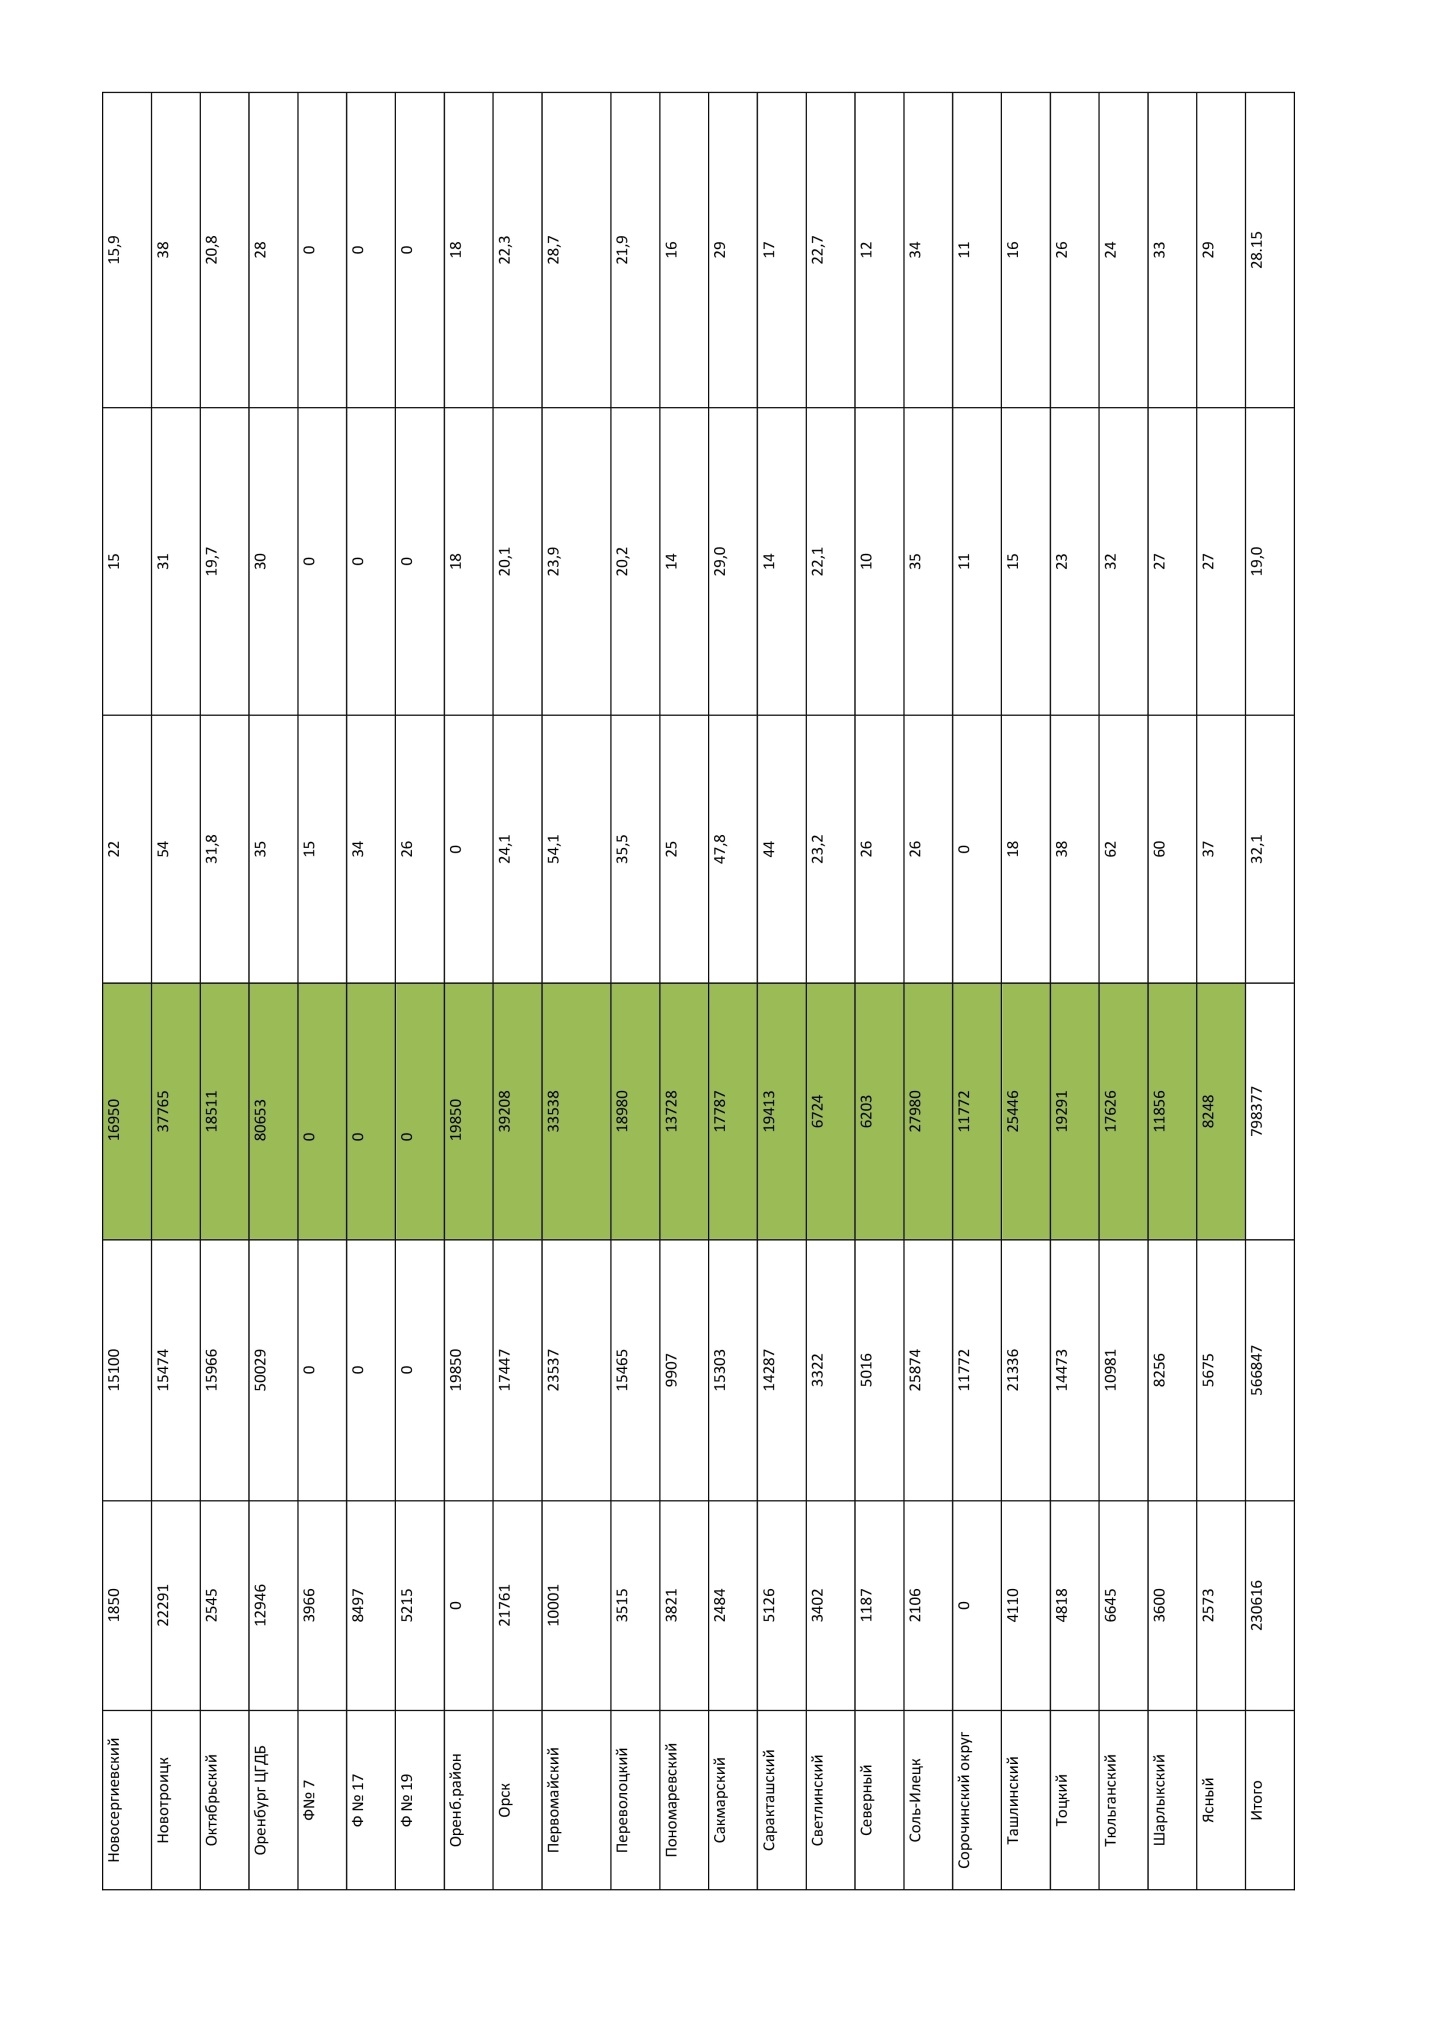 Новосергиевский 1850 15100 16950 22 15 15,9
Новотроицк 22291 15474 37765 54 31 38
Октябрьский 2545 15966 18511 31,8 19,7 20,8
Оренбург ЦГДБ 12946 50029 80653 35 30 28
Ф№ 7 3966 0 0 15 0 0
Ф № 17 8497 0 0 34 0 0
Ф № 19 5215 0 0 26 0 0
Оренб.район 0 19850 19850 0 18 18
Орск 21761 17447 39208 24,1 20,1 22,3
Первомайский 10001 23537 33538 54,1 23,9 28,7
Переволоцкий 3515 15465 18980 35,5 20,2 21,9
Пономаревский 3821 9907 13728 25 14 16
Сакмарский 2484 15303 17787 47,8 29,0 29
Саракташский 5126 14287 19413 44 14 17
Светлинский 3402 3322 6724 23,2 22,1 22,7
Северный 1187 5016 6203 26 10 12
Соль-Илецк 2106 25874 27980 26 35 34
Сорочинский округ 0 11772 11772 0 11 11
Ташлинский 4110 21336 25446 18 15 16
Тоцкий 4818 14473 19291 38 23 26
Тюльганский 6645 10981 17626 62 32 24
Шарлыкский 3600 8256 11856 60 27 33
Ясный 2573 5675 8248 37 27 29
Итого 230616 566847 798377 32,1 19,0 28.15